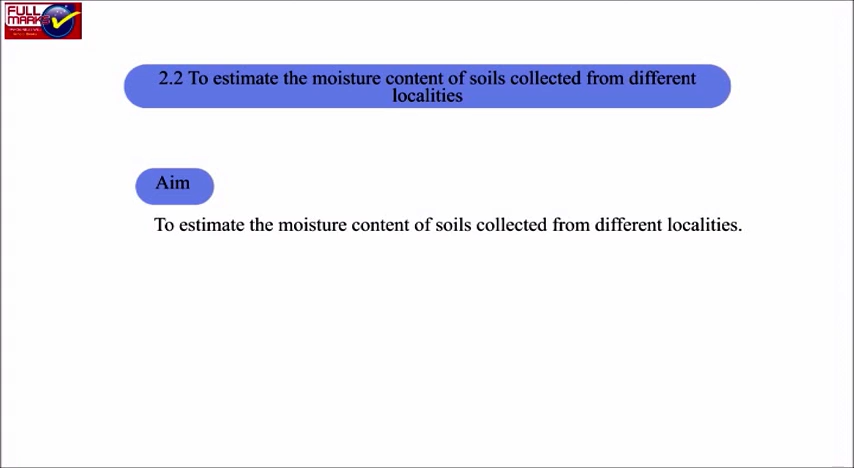 FULL
MARKS
2.2 To estimate the moisture content of soils collected from different
localities
Aim
To estimate the moisture content of soils collected from different localities.